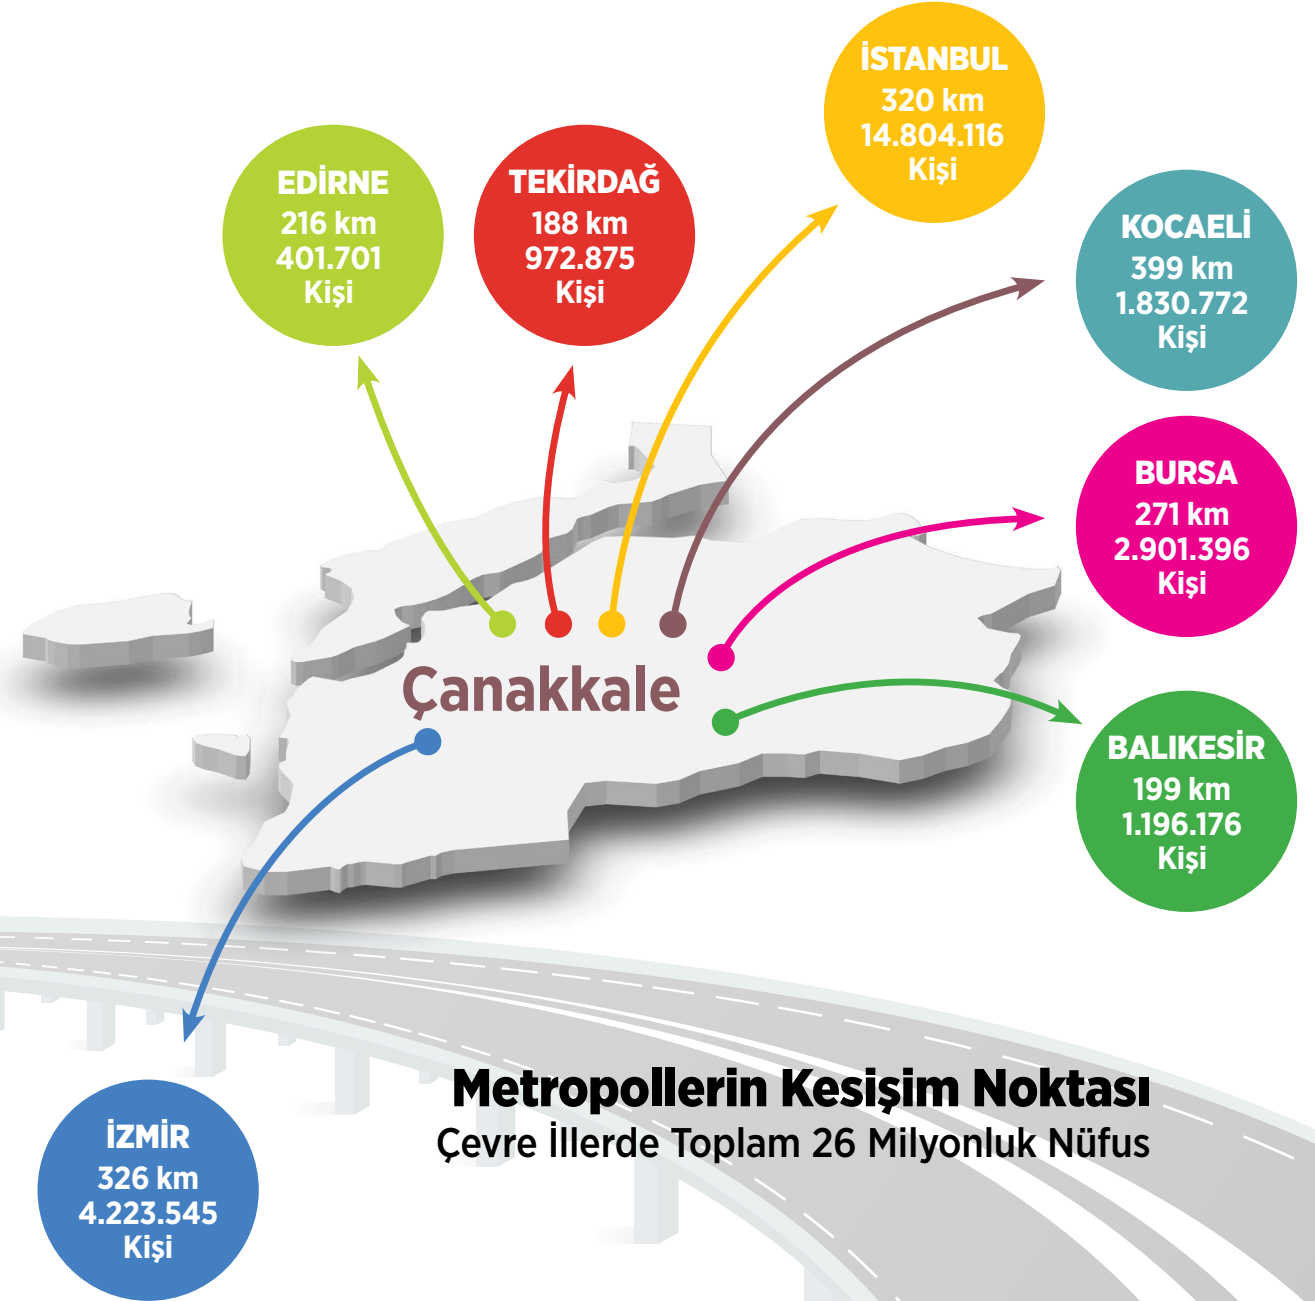 İSTANBUL
320 km
14.804.116
Kişi
EDİRNE
216 km
401.701
Kişi
TEKİRDAĞ
188 km
972.875
Kişi
KOCAELİ
399 km
1.830.772
Kişi
BURSA
271 km
2.901.396
Kişi
Çanakkale
BALIKESİR
199 km
1.196.176
Kişi
Metropollerin Kesişim Noktası
Çevre İllerde Toplam 26 Milyonluk Nüfus
İZMİR
326 km
4.223.545
Kişi